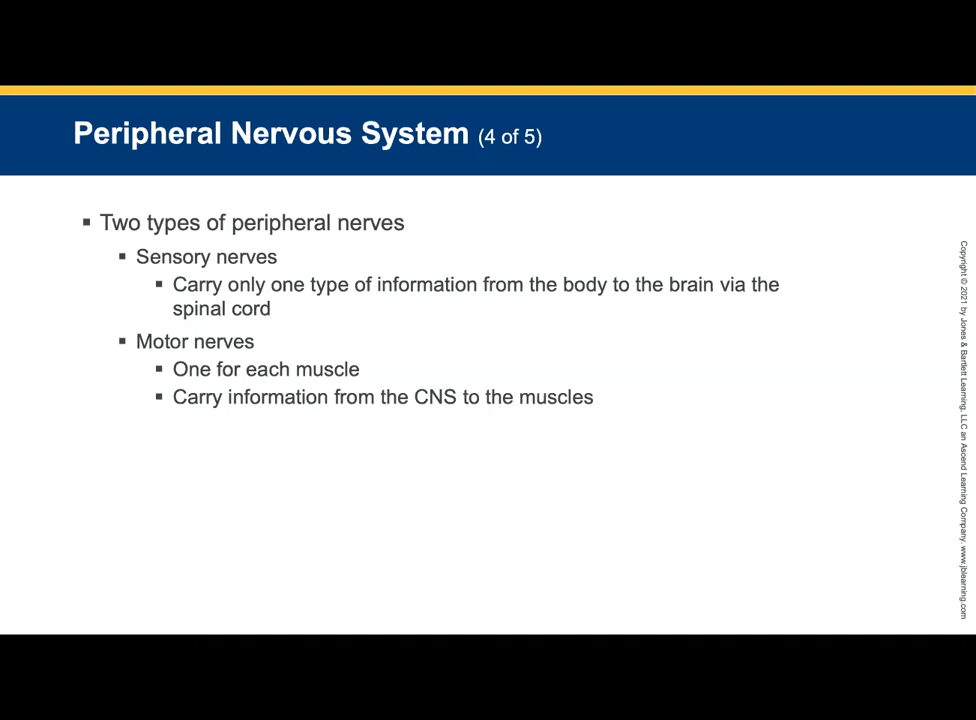 Peripheral Nervous System (4 of 5)
▪ Two types of peripheral nerves
▪ Sensory nerves
▪ Carry only one type of information from the body to the brain via the
spinal cord
▪ Motor nerves
▪ One for each muscle
▪ Carry information from the CNS to the muscles
Copyright © 2021 by Jones & Bartlett Learning, LLC an Ascend Learning Company. www.jblearning.com